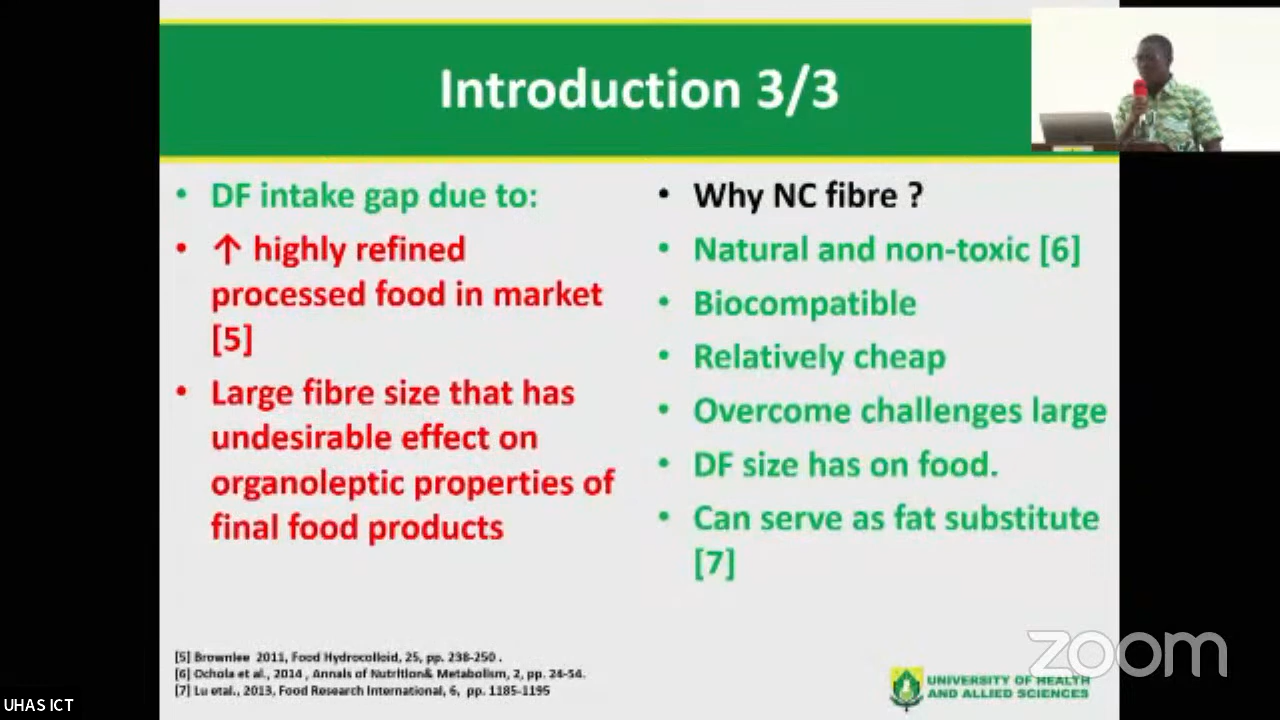 Introduction 3/3
• DF intake gap due to:
• ↑ highly refined
processed food in market
[5]
• Large fibre size that has
undesirable effect on
organoleptic properties of
final food products
• Why NC fibre ?
• Natural and non-toxic [6]
• Biocompatible
• Relatively cheap
• Overcome challenges large
• DF size has on food.
• Can serve as fat substitute
[7]
[5] Brownlee 2011, Food Hydrocolloid, 25, pp. 238-250 .
[6] Ochola et al., 2014 , Annals of Nutrition& Metabolism, 2, pp. 24-54.
[7] Lu etal., 2013, Food Research International, 6, pp. 1185-1195
UNIVERSITY OF HEALTH
AND ALLIED SCIENCES
zoom
UHAS ICT